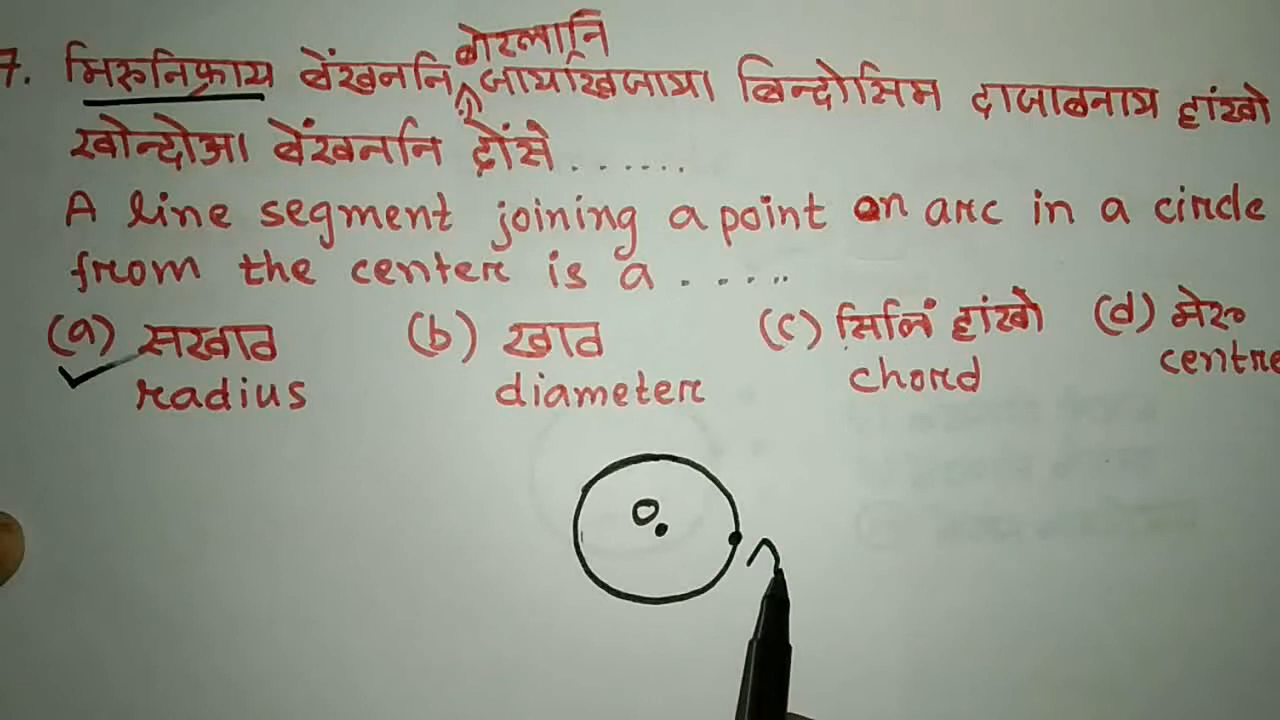 7. मिरुनिफ्राय बेंखननि बोरलानि जायखिजाया बिन्दोसिम दाजाबनाय हांखो
खोन्दोआ बेंखननि दोंसे ......
A line segment joining a point on arc in a circle
from the center is a .....
(a) सखाव (b) खाव (c) सिलिं हांखो (d) मेरु
radius diameter chord centre
O